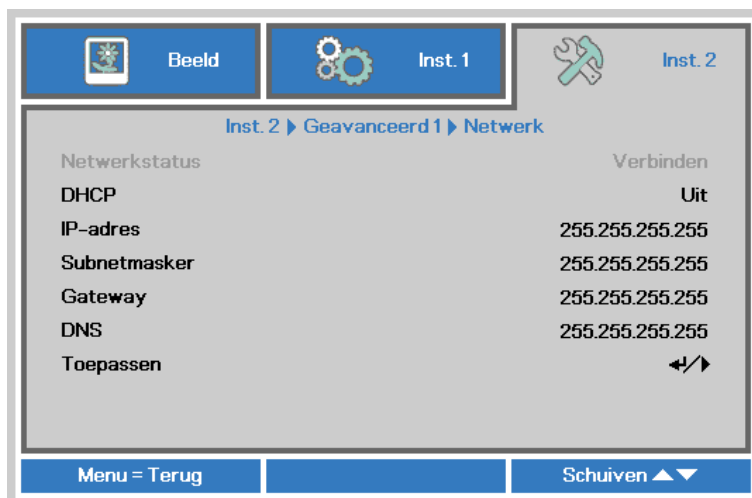 Beeld
Inst. 1
Inst. 2
Inst. 2 ▶ Geavanceerd 1 ▶ Netwerk
Netwerkstatus Verbinden
DHCP Uit
IP-adres 255.255.255.255
Subnetmasker 255.255.255.255
Gateway 255.255.255.255
DNS 255.255.255.255
Toepassen ↵/▶
Menu = Terug
Schuiven ▲▼